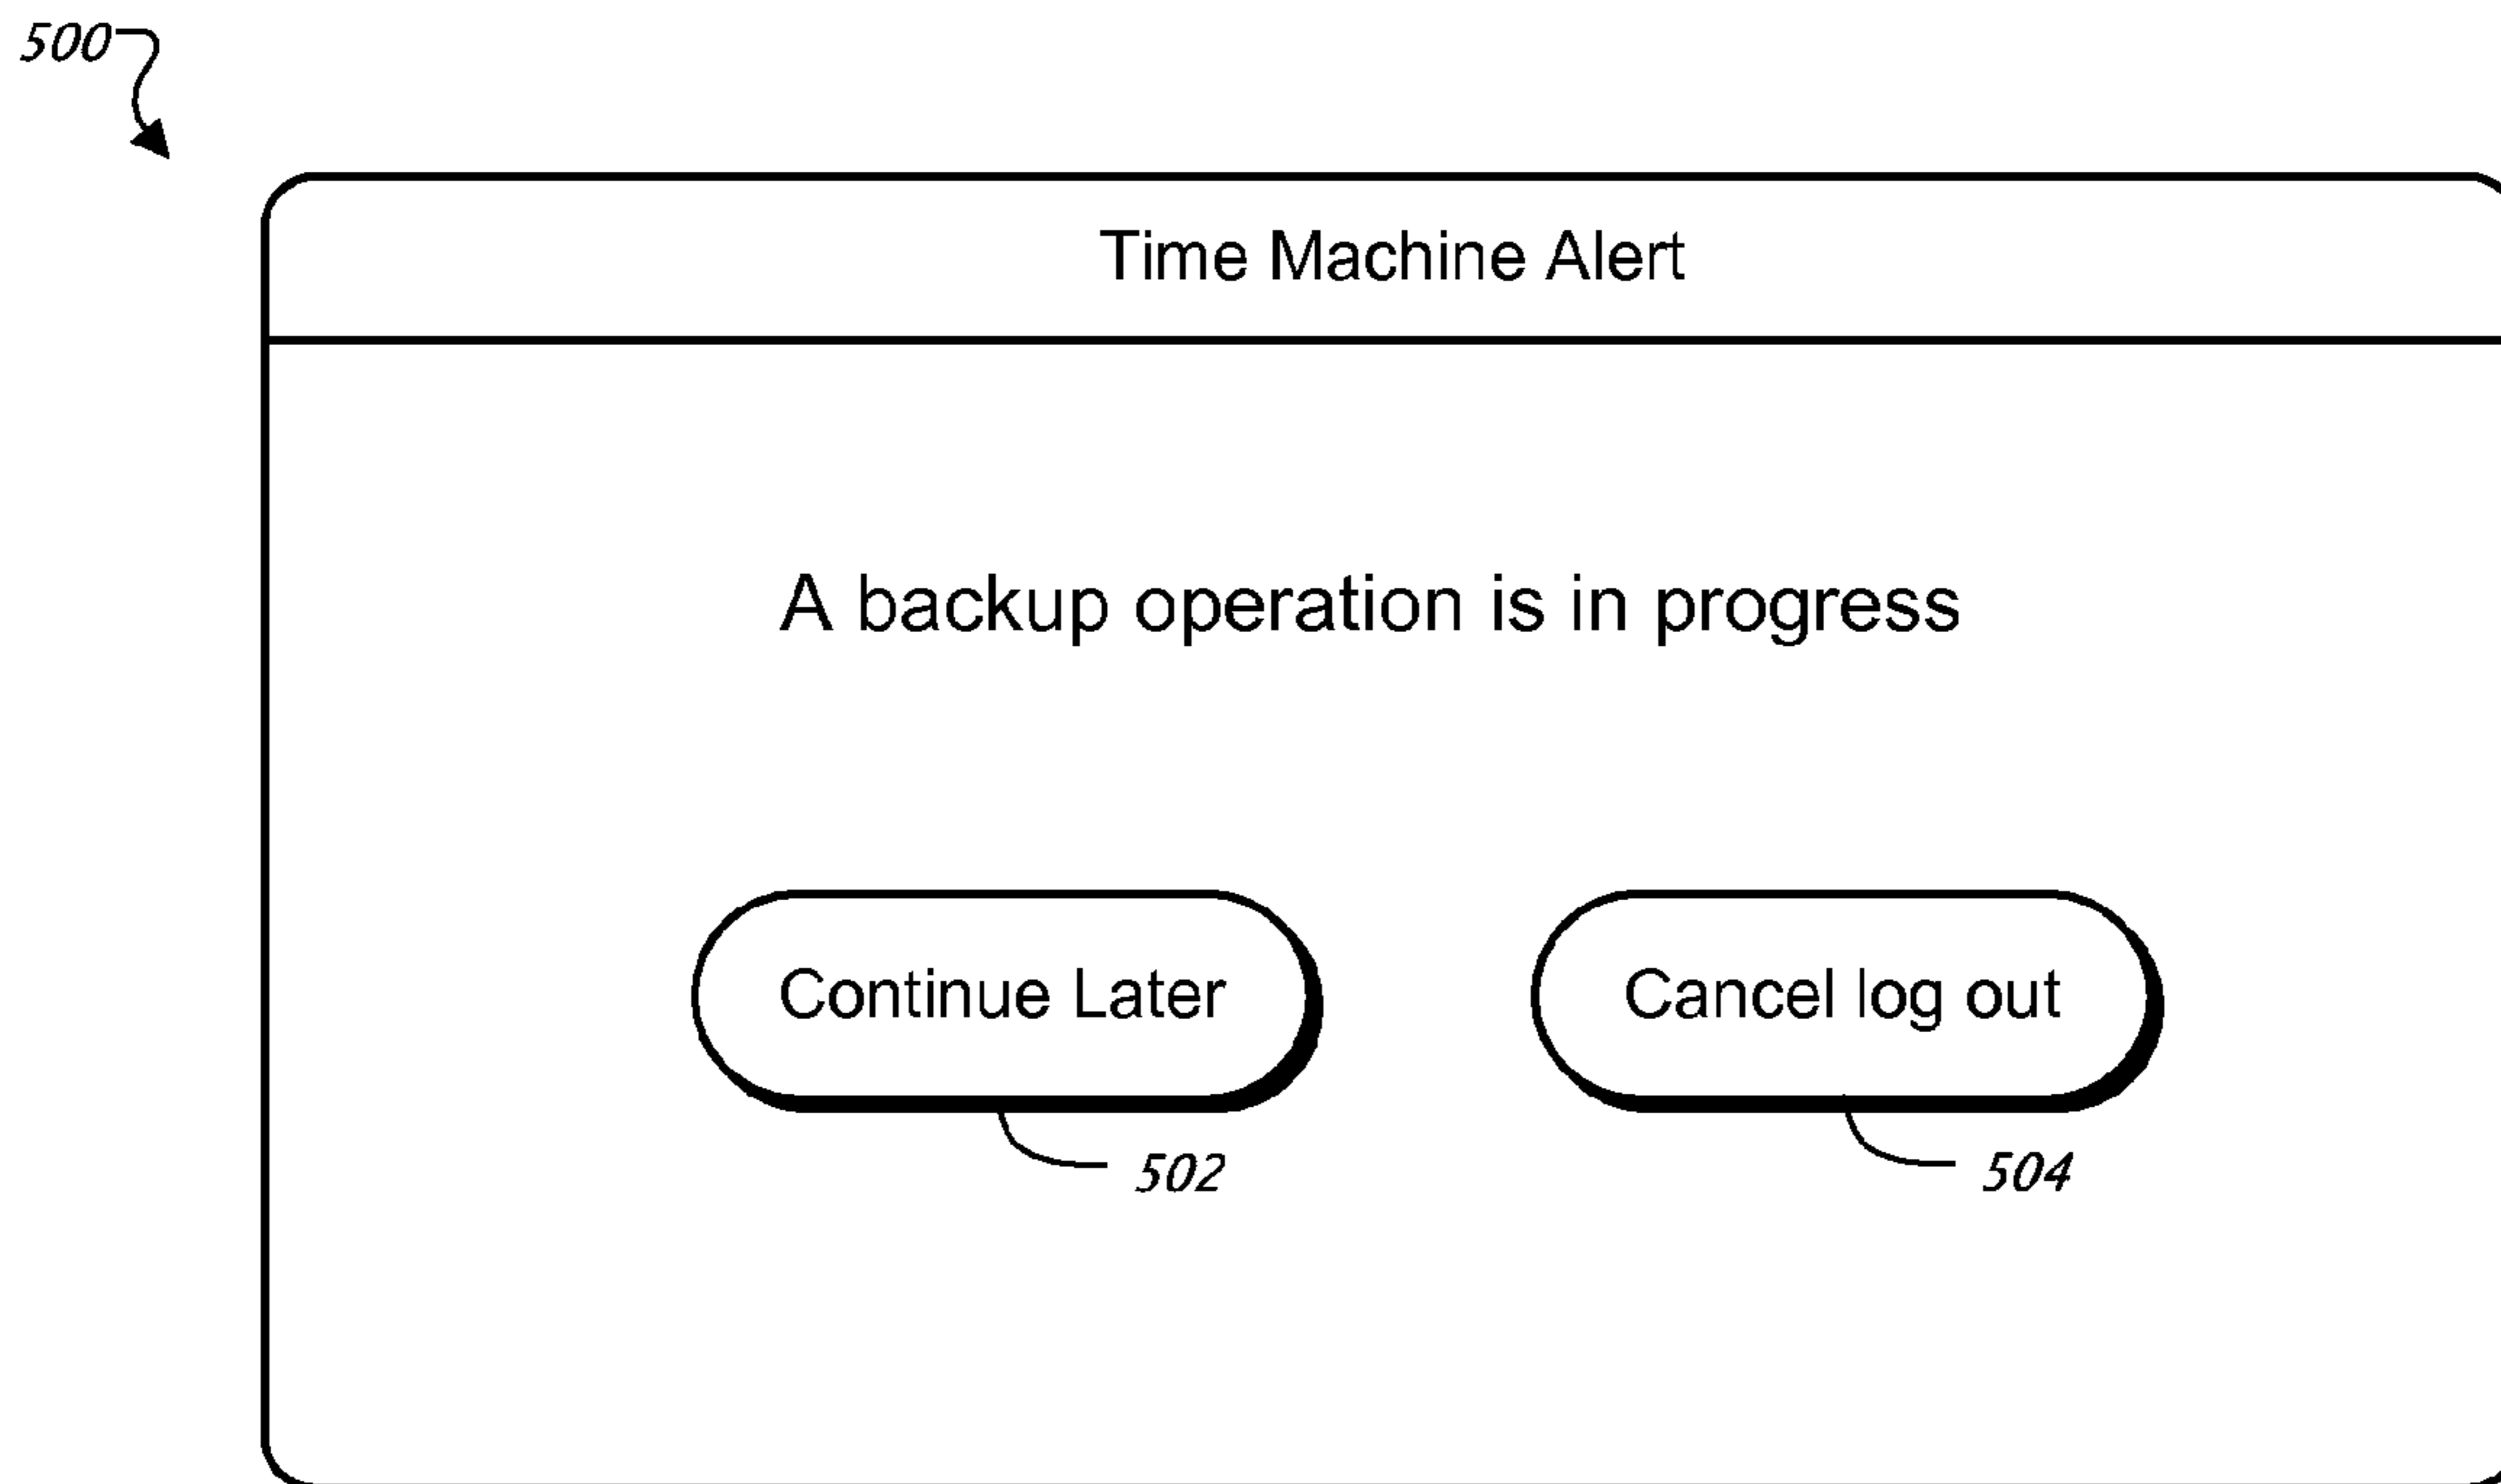 500
Time Machine Alert
A backup operation is in progress
Continue Later
Cancel log out
502
504